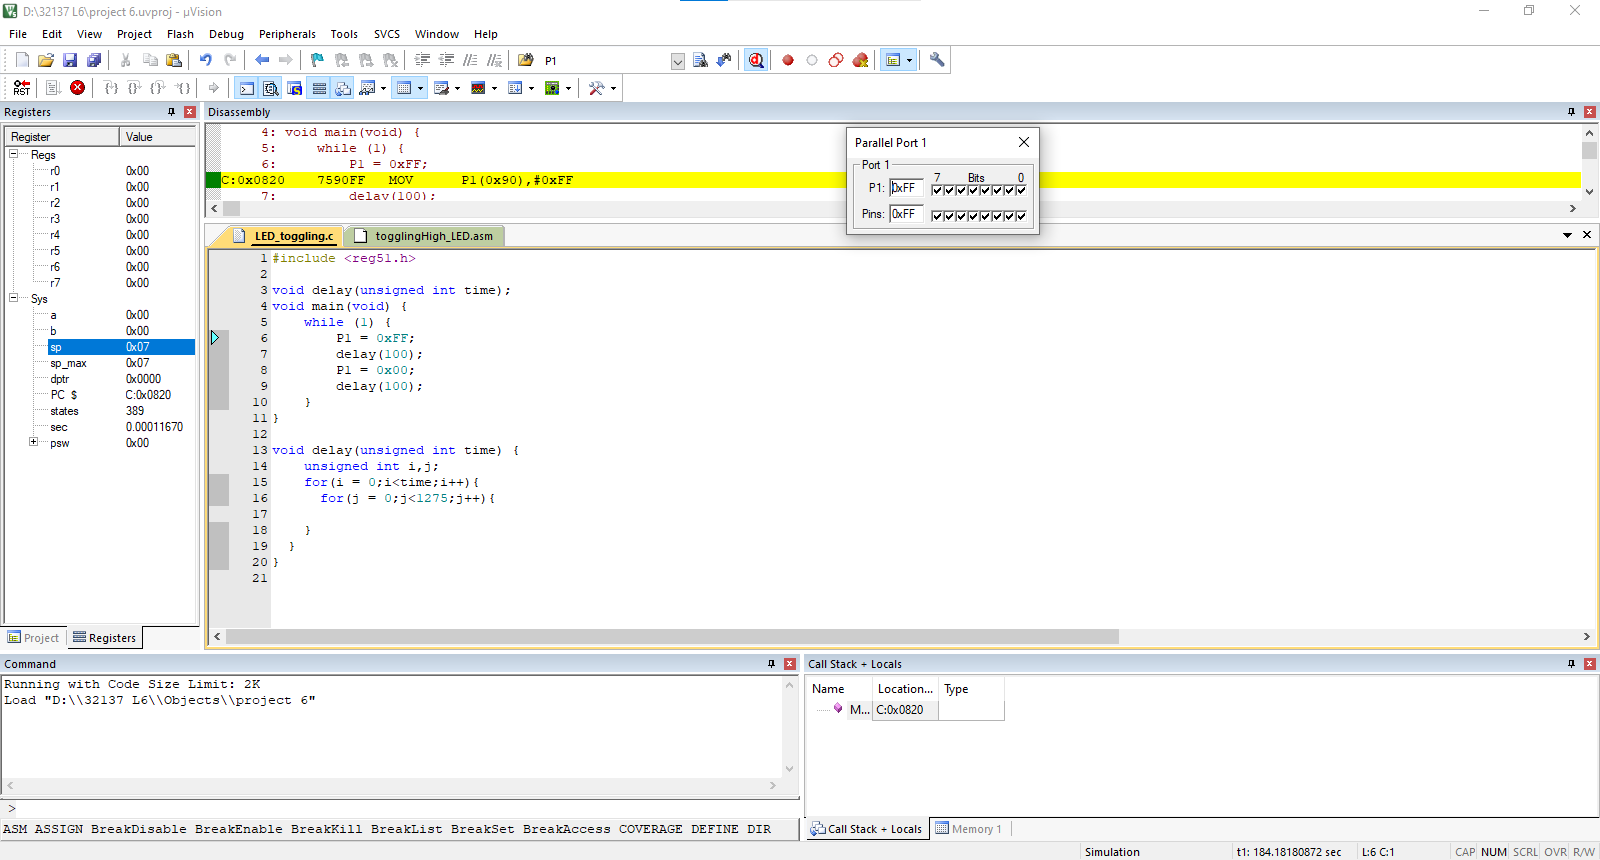 D:\32137 L6\project 6.uvproj - µVision
File Edit View Project Flash Debug Peripherals Tools SVCS Window Help
P1
RST
Registers
Register Value
Regs
r0 0x00
r1 0x00
r2 0x00
r3 0x00
r4 0x00
r5 0x00
r6 0x00
r7 0x00
Sys
a 0x00
b 0x00
sp 0x07
sp_max 0x07
dptr 0x0000
PC $ C:0x0820
states 389
sec 0.00011670
psw 0x00
Project Registers
Disassembly
4: void main(void) {
5: while (1) {
6: P1 = 0xFF;
C:0x0820 7590FF MOV P1(0x90),#0xFF
7: delay(100);
Parallel Port 1
Port 1
7 Bits 0
P1: 0xFF
Pins: 0xFF
LED_toggling.c togglingHigh_LED.asm
1 #include <reg51.h>
2
3 void delay(unsigned int time);
4 void main(void) {
5 while (1) {
6 P1 = 0xFF;
7 delay(100);
8 P1 = 0x00;
9 delay(100);
10 }
11 }
12
13 void delay(unsigned int time) {
14 unsigned int i,j;
15 for(i = 0;i<time;i++){
16 for(j = 0;j<1275;j++){
17
18 }
19 }
20 }
21
Command
Running with Code Size Limit: 2K
Load "D:\\32137 L6\\Objects\\project 6"
>
ASM ASSIGN BreakDisable BreakEnable BreakKill BreakList BreakSet BreakAccess COVERAGE DEFINE DIR
Call Stack + Locals
Name Location... Type
M... C:0x0820
Call Stack + Locals Memory 1
Simulation t1: 184.18180872 sec L:6 C:1 CAP NUM SCRL OVR R/W